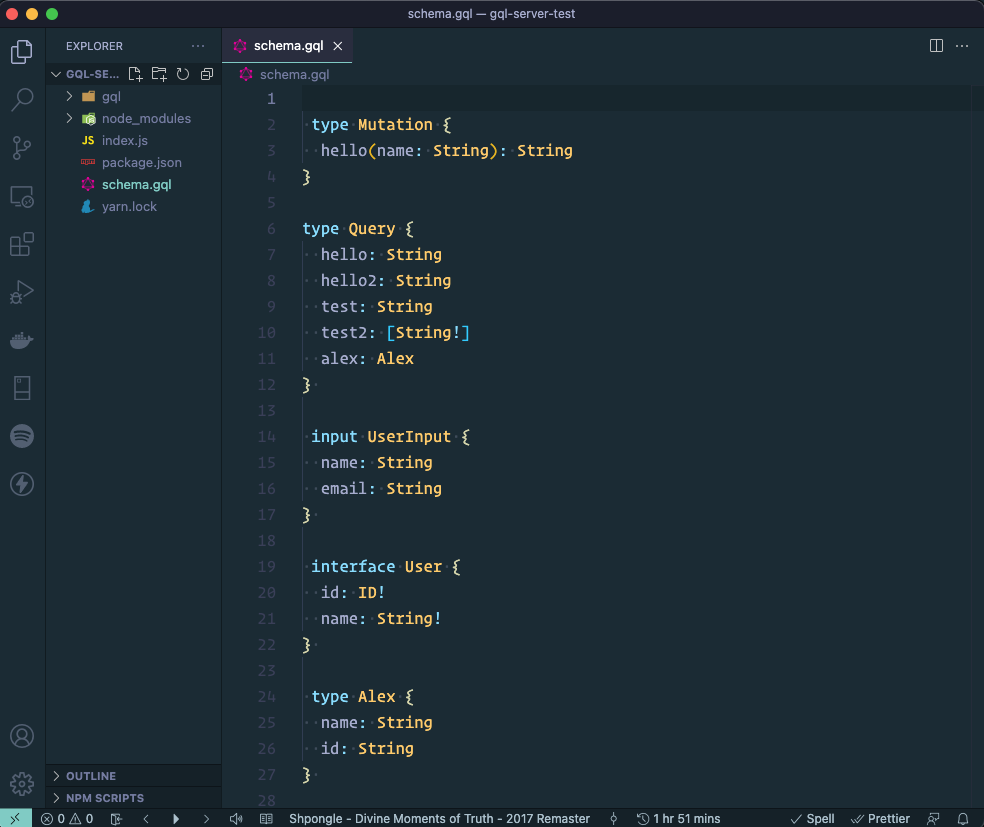 schema.gql — gql-server-test
EXPLORER
schema.gql
GQL-SE...
schema.gql
gql
node_modules
JS index.js
package.json
schema.gql
yarn.lock
1
2 type Mutation {
3 hello(name: String): String
4 }
5
6 type Query {
7 hello: String
8 hello2: String
9 test: String
10 test2: [String!]
11 alex: Alex
12 }
13
14 input UserInput {
15 name: String
16 email: String
17 }
18
19 interface User {
20 id: ID!
21 name: String!
22 }
23
24 type Alex {
25 name: String
26 id: String
27 }
28
OUTLINE
NPM SCRIPTS
0 0 Shpongle - Divine Moments of Truth - 2017 Remaster 1 hr 51 mins Spell Prettier